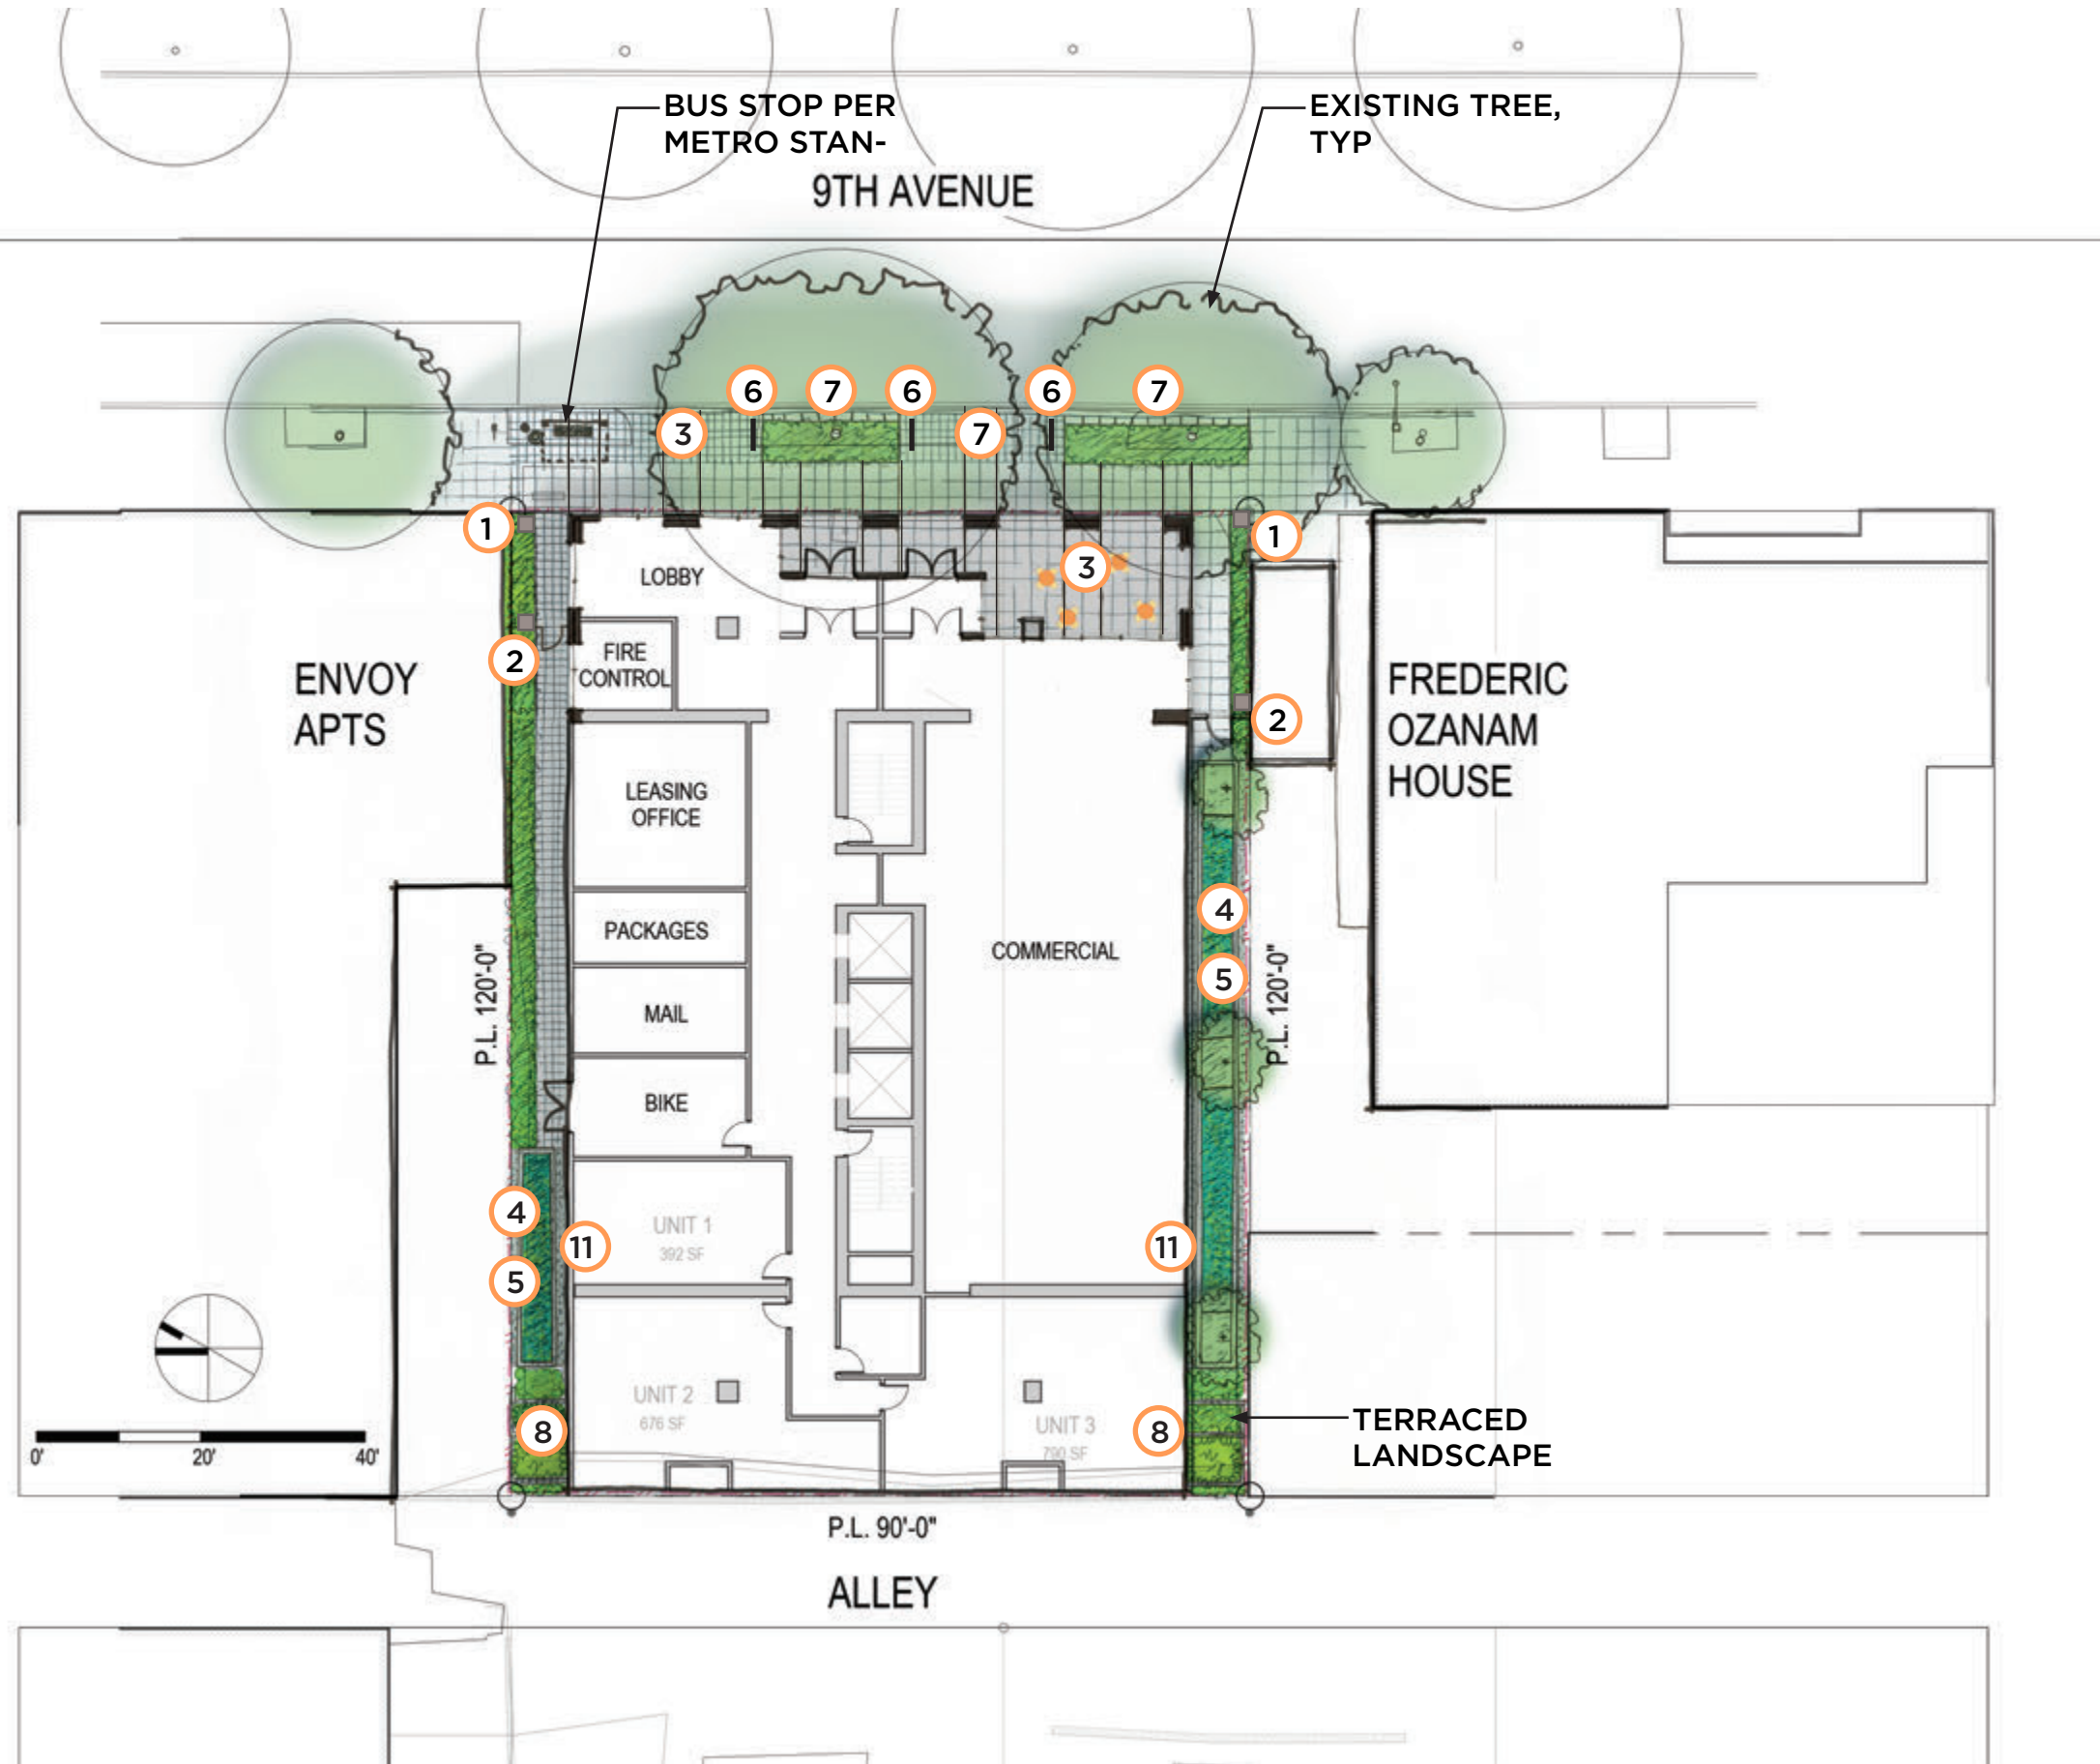 BUS STOP PER
METRO STAN-
EXISTING TREE,
TYP
9TH AVENUE
6
7
6
6
7
3
7
1
1
3
LOBBY
2
FIRE
CONTROL
ENVOY
APTS
FREDERIC
OZANAM
HOUSE
2
LEASING
OFFICE
4
PACKAGES
COMMERCIAL
5
P.L. 120'-0"
P.L. 120'-0"
MAIL
BIKE
4
UNIT 1
392 SF
11
11
5
UNIT 2
676 SF
8
UNIT 3
790 SF
8
TERRACED
LANDSCAPE
0'
20'
40'
P.L. 90'-0"
ALLEY